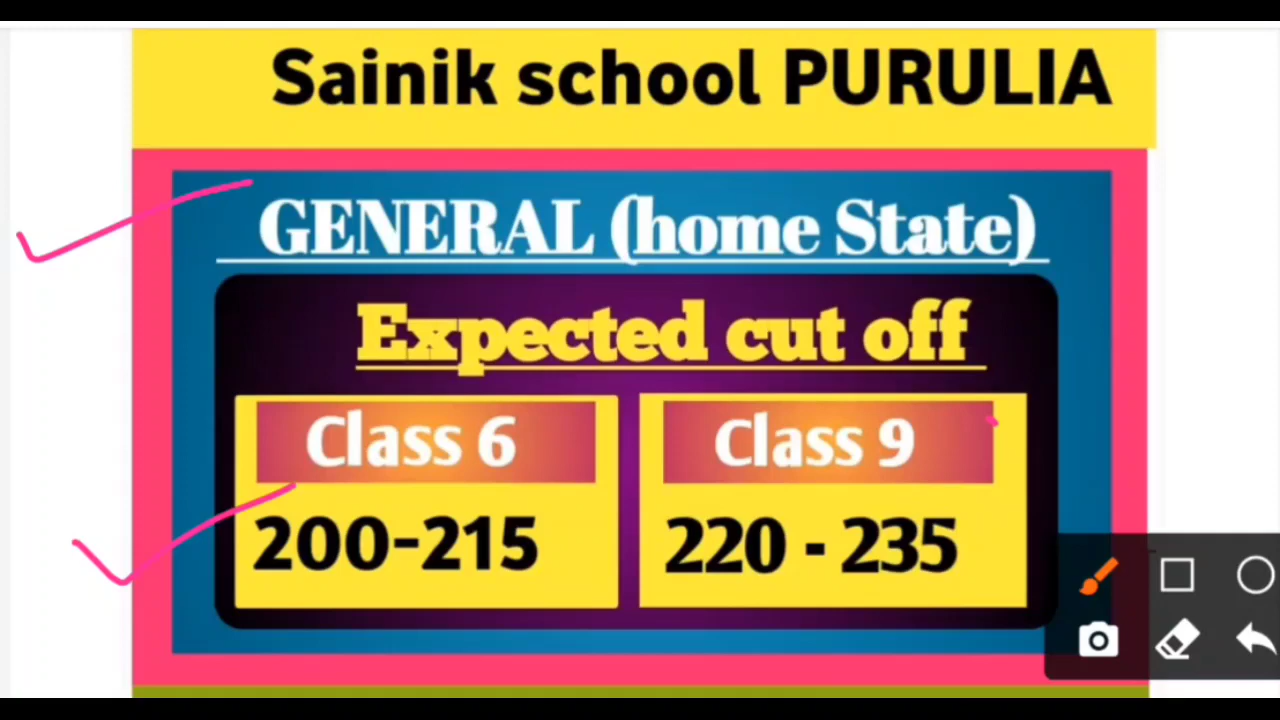 Sainik school PURULIA
GENERAL (home State)
Expected cut off
Class 6
200-215
Class 9
220 - 235